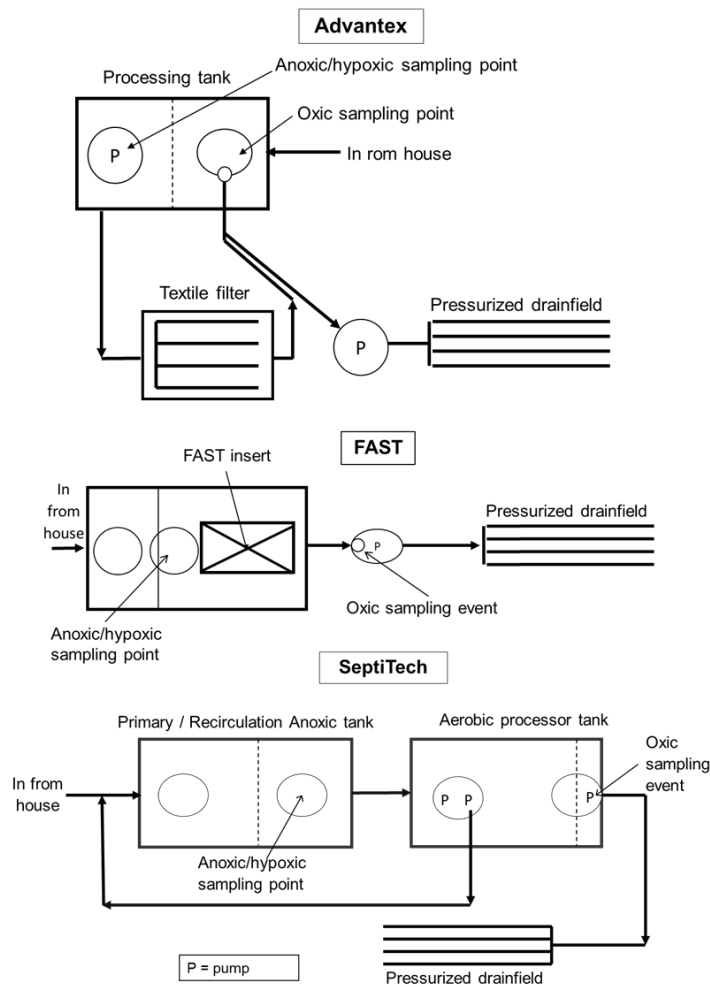 Advantex
Anoxic/hypoxic sampling point
Processing tank
Oxic sampling point
P
In rom house
Textile filter
Pressurized drainfield
P
FAST
FAST insert
In
from
house
Pressurized drainfield
P
Oxic sampling event
Anoxic/hypoxic
sampling point
SeptiTech
Primary / Recirculation Anoxic tank
Aerobic processor tank
Oxic
sampling
event
In from
house
P P
P
Anoxic/hypoxic
sampling point
P = pump
Pressurized drainfield